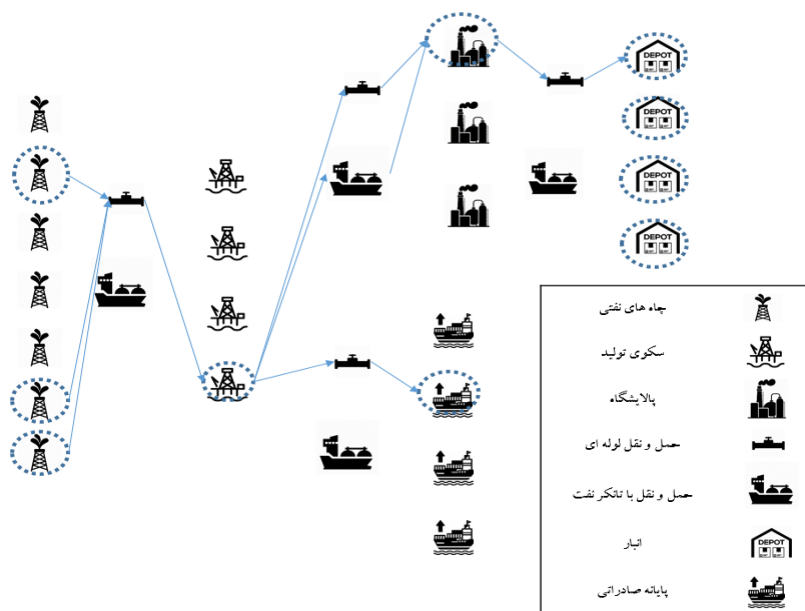 DEPOT
DEPOT
DEPOT
DEPOT
چاه های نفتی
سکوی تولید
پالایشگاه
حمل و نقل لوله ای
حمل و نقل با تانکر نفت
انبار
DEPOT
پایانه صادراتی